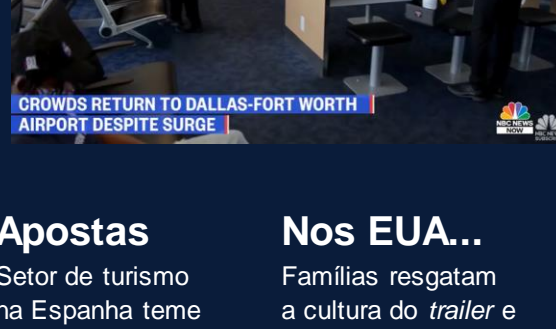 CROWDS RETURN TO DALLAS-FORT WORTH
AIRPORT DESPITE SURGE
NBC NEWS
NOW
Apostas
Setor de turismo
na Espanha teme
Nos EUA...
Famílias resgatam
a cultura do trailer e